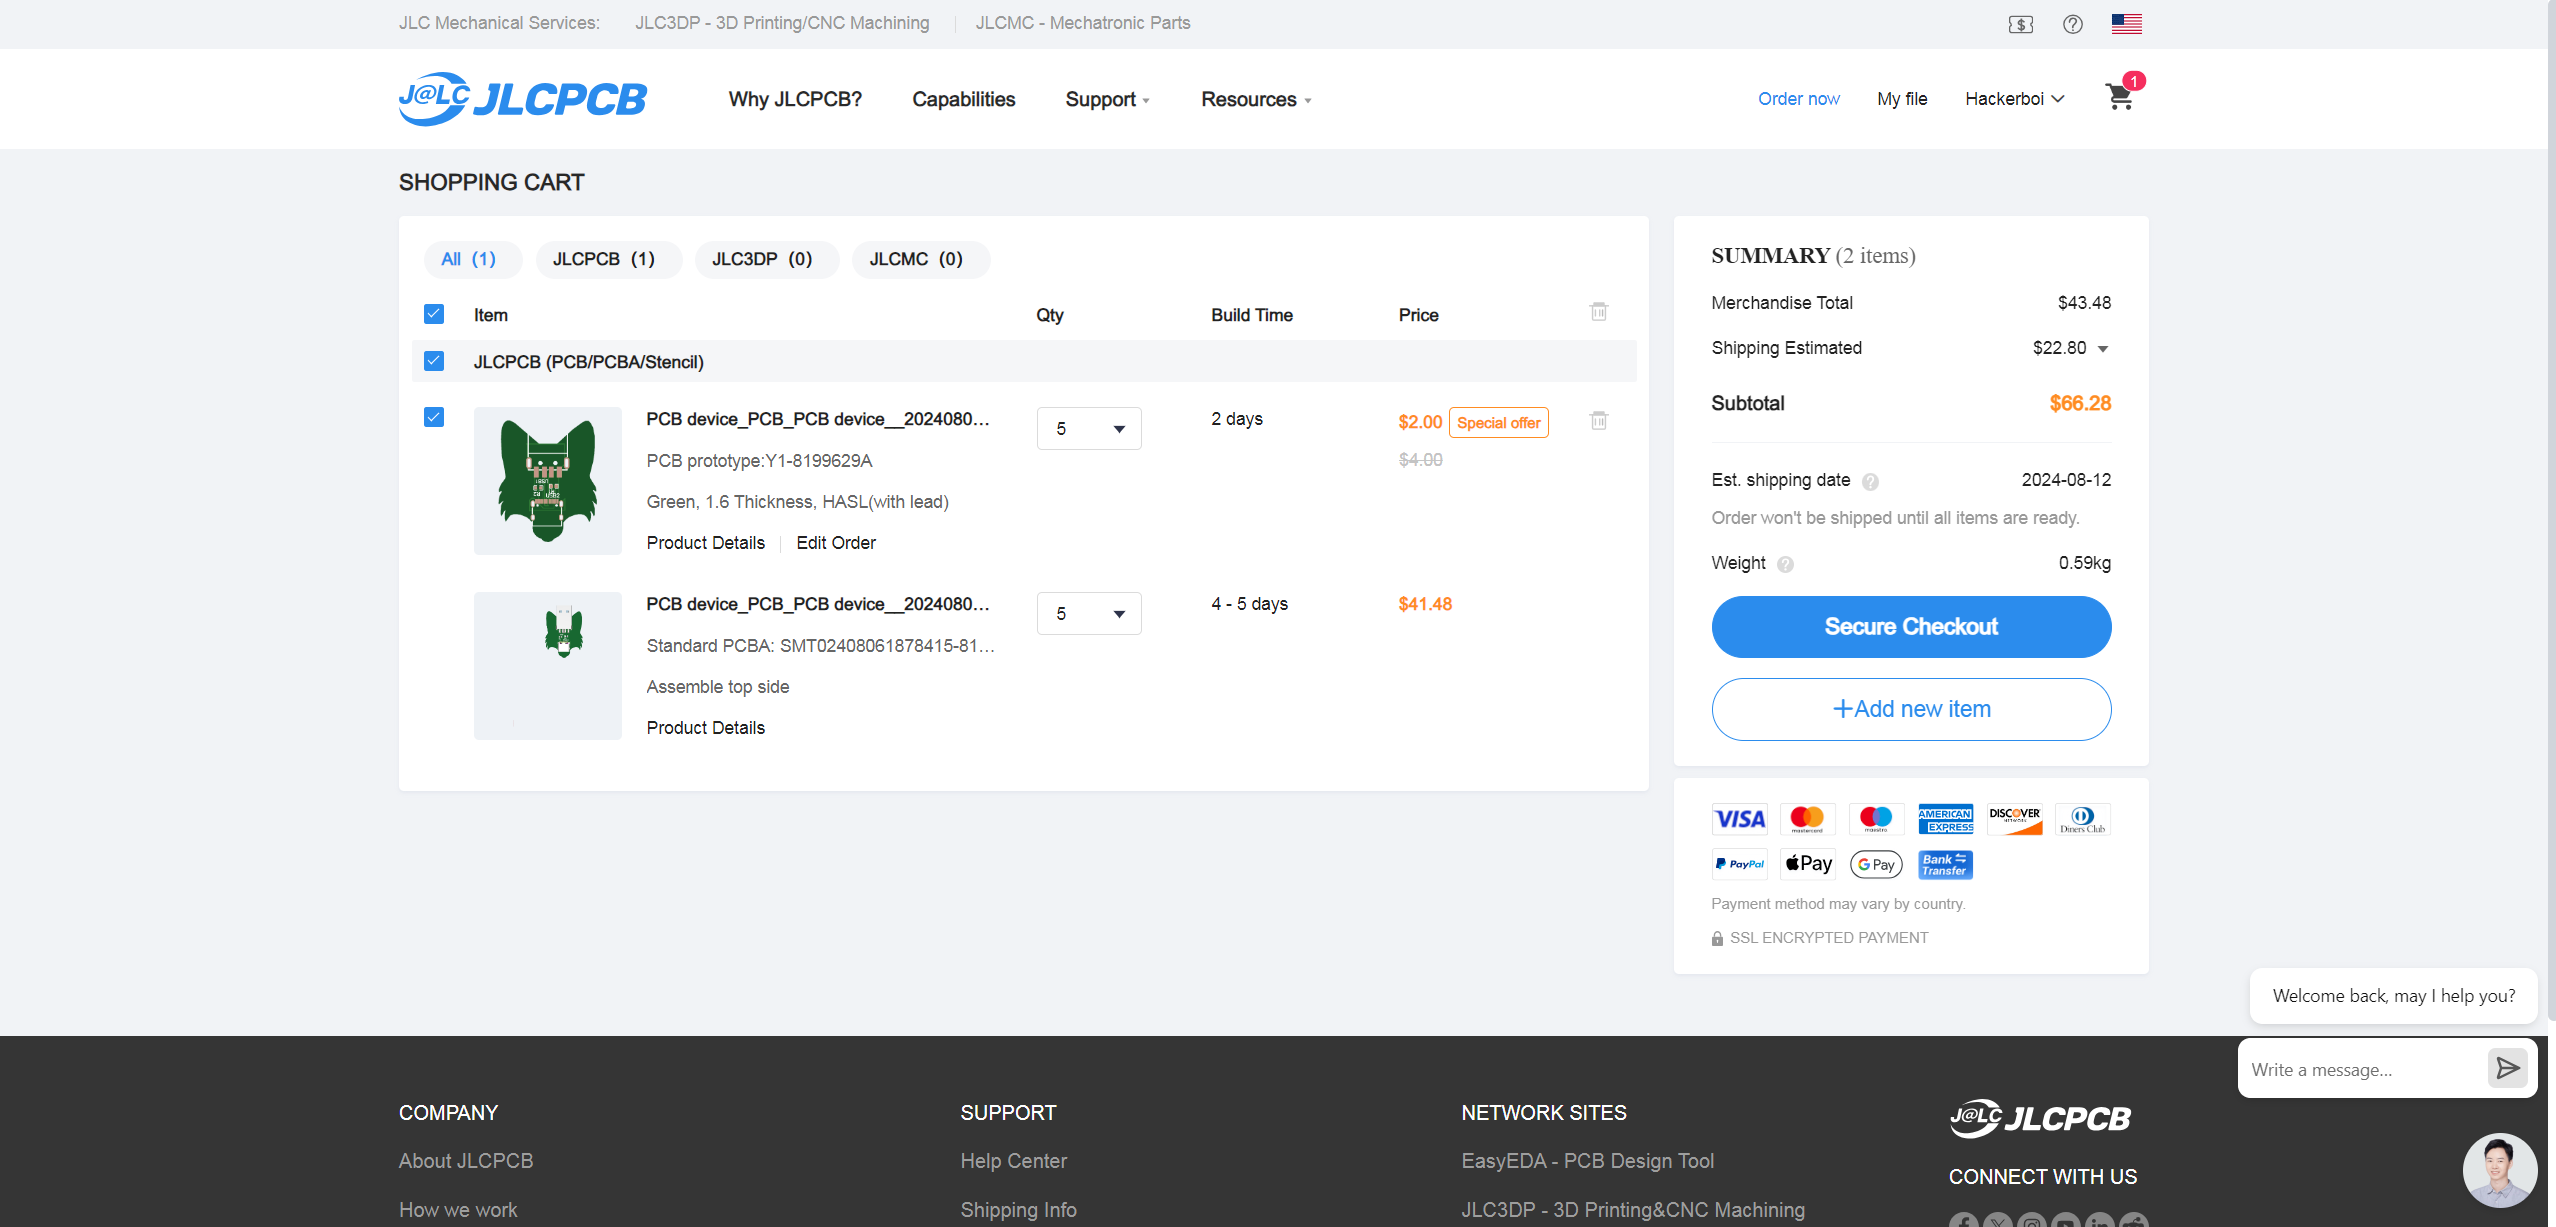 JLC Mechanical Services: JLC3DP - 3D Printing/CNC Machining JLCMC - Mechatronic Parts
J@LC JLCPCB Why JLCPCB? Capabilities Support Resources Order now My file Hackerboi 1
SHOPPING CART
All (1) JLCPCB (1) JLC3DP (0) JLCMC (0)
Item Qty Build Time Price
JLCPCB (PCB/PCBA/Stencil)
PCB device_PCB_PCB device__2024080... 5 2 days $2.00 Special offer
PCB prototype:Y1-8199629A $4.00
Green, 1.6 Thickness, HASL(with lead)
Product Details Edit Order
PCB device_PCB_PCB device__2024080... 5 4 - 5 days $41.48
Standard PCBA: SMT02408061878415-81...
Assemble top side
Product Details
SUMMARY (2 items)
Merchandise Total $43.48
Shipping Estimated $22.80
Subtotal $66.28
Est. shipping date ? 2024-08-12
Order won't be shipped until all items are ready.
Weight ? 0.59kg
Secure Checkout
+Add new item
VISA mastercard maestro AMERICAN EXPRESS DISCOVER NETWORK Diners Club
PayPal Pay G Pay Bank Transfer
Payment method may vary by country.
SSL ENCRYPTED PAYMENT
Welcome back, may I help you?
Write a message...
COMPANY SUPPORT NETWORK SITES J@LC JLCPCB
About JLCPCB Help Center EasyEDA - PCB Design Tool
CONNECT WITH US
How we work Shipping Info JLC3DP - 3D Printing&CNC Machining